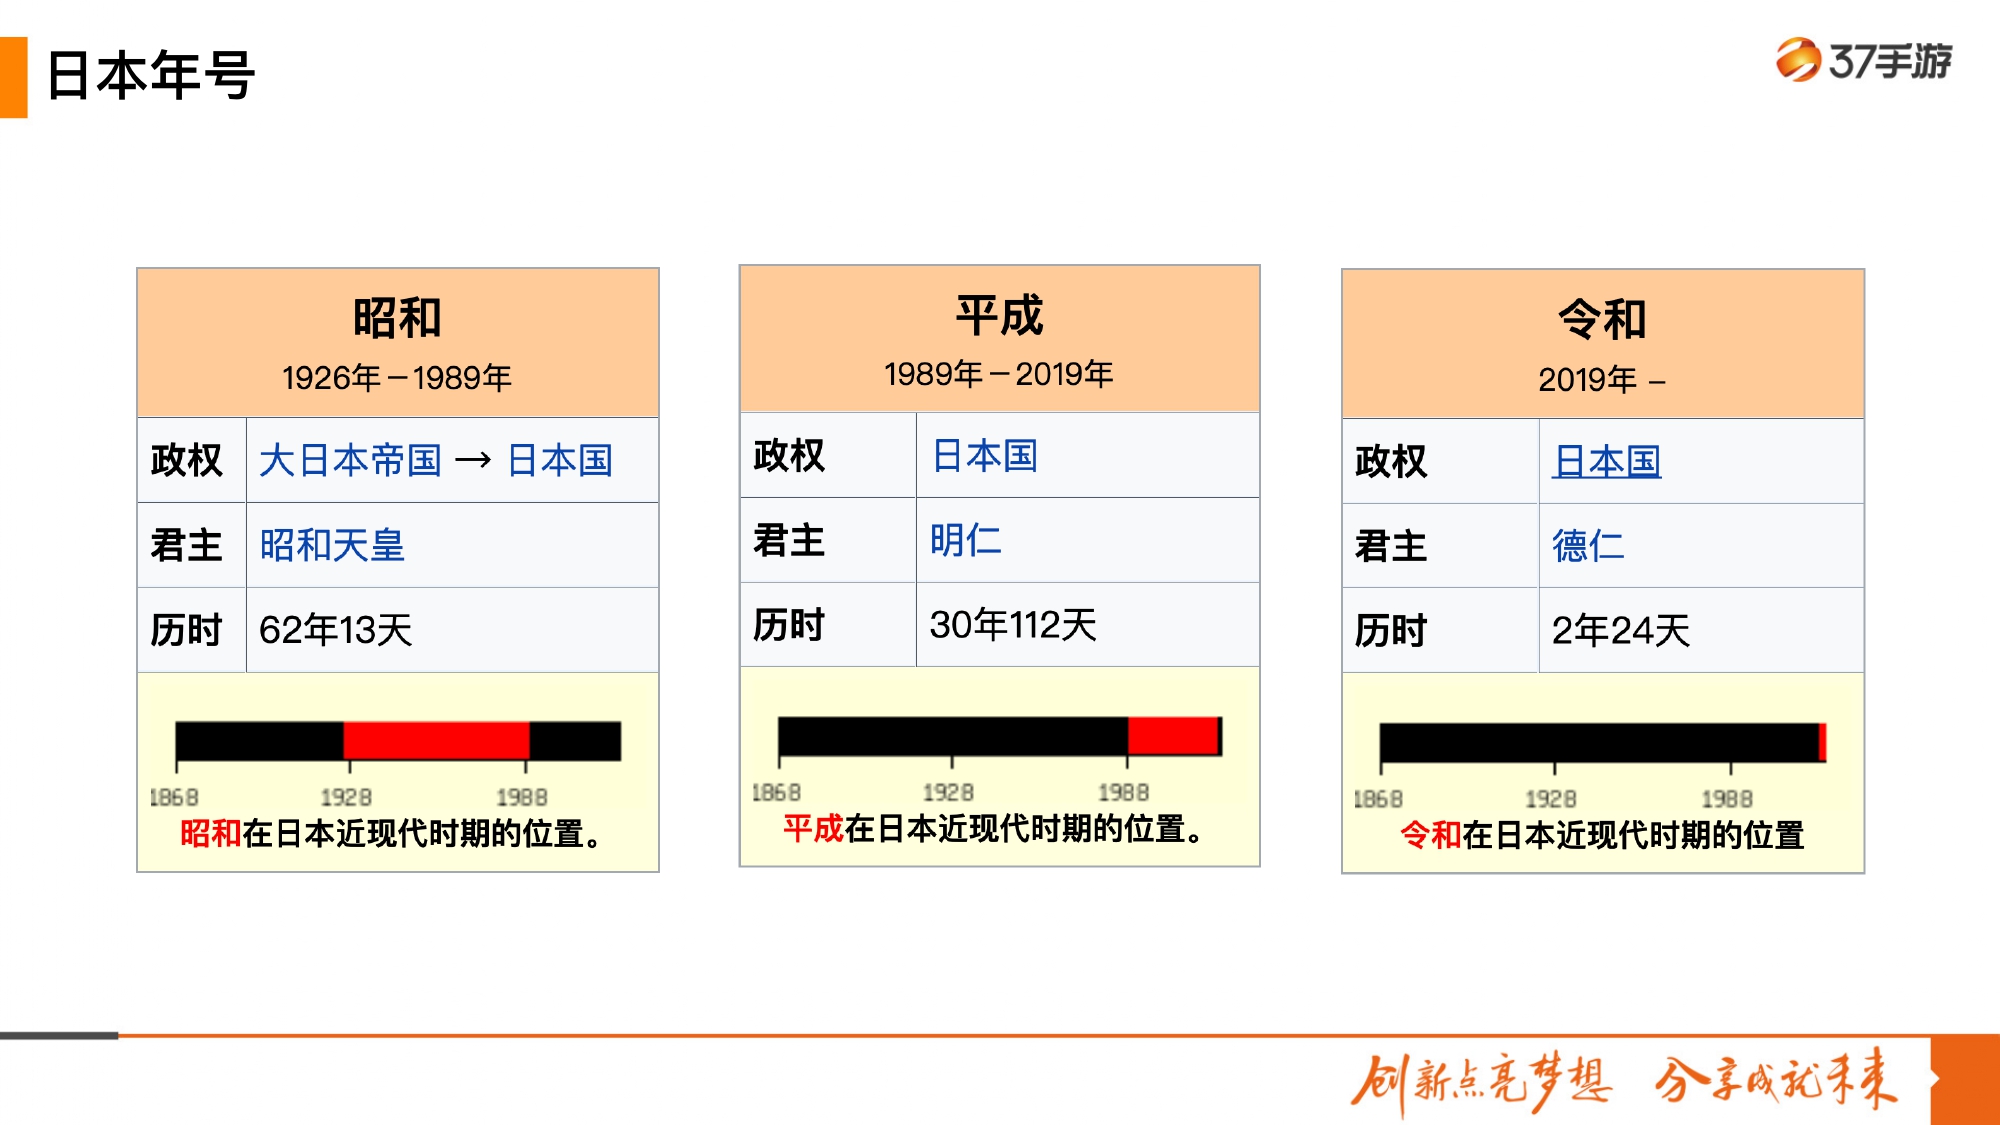 日本年号
37手游
昭和
1926年－1989年
政权 大日本帝国 → 日本国
君主 昭和天皇
历时 62年13天
1868 1928 1988
昭和在日本近现代时期的位置。
平成
1989年－2019年
政权 日本国
君主 明仁
历时 30年112天
1868 1928 1988
平成在日本近现代时期的位置。
令和
2019年 –
政权 日本国
君主 德仁
历时 2年24天
1868 1928 1988
令和在日本近现代时期的位置
创新点亮梦想 分享成就未来